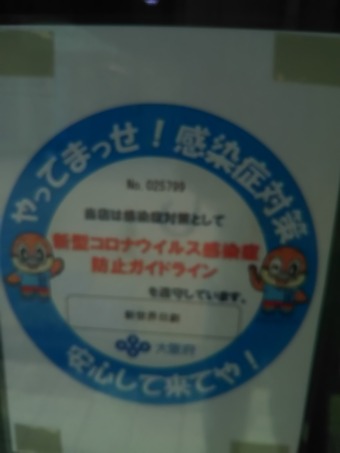 やってまっせ！感染症対策
No. 025799
当店は感染症対策として
新型コロナウイルス感染症
防止ガイドライン
を遵守しています。
大阪府
安心して来てや！